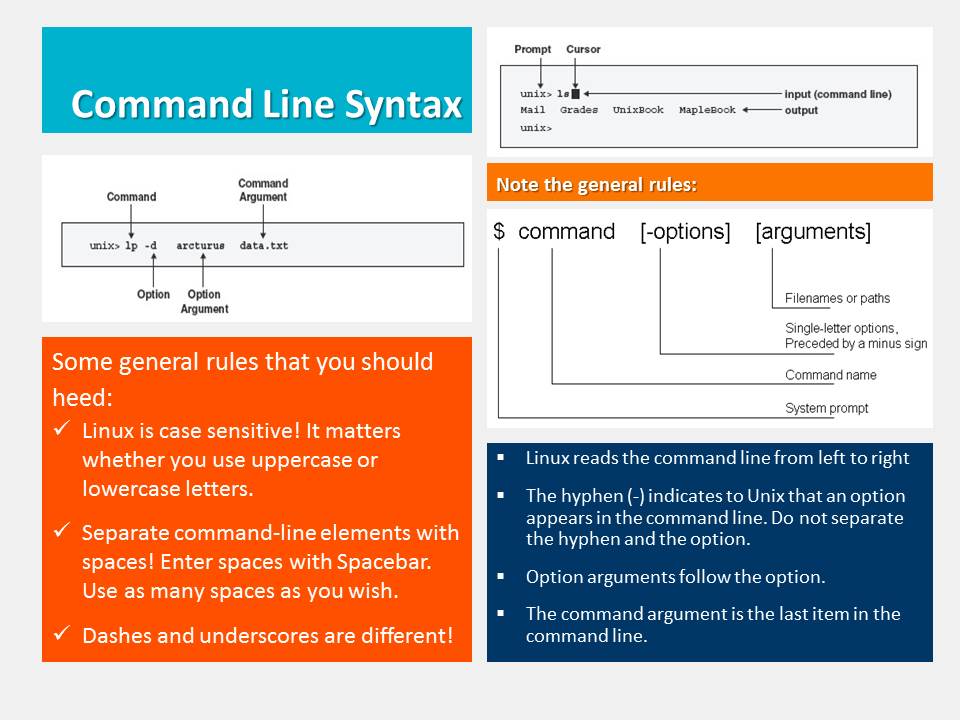 Command Line Syntax
Command
Command
Argument
unix> lp -d arcturus data.txt
Option
Option
Argument
Some general rules that you should
heed:
✓ Linux is case sensitive! It matters
whether you use uppercase or
lowercase letters.
✓ Separate command-line elements with
spaces! Enter spaces with Spacebar.
Use as many spaces as you wish.
✓ Dashes and underscores are different!
Prompt Cursor
unix> ls
input (command line)
Mail Grades UnixBook MapleBook
output
unix>
Note the general rules:
$ command [-options] [arguments]
Filenames or paths
Single-letter options,
Preceded by a minus sign
Command name
System prompt
▪ Linux reads the command line from left to right
▪ The hyphen (-) indicates to Unix that an option
appears in the command line. Do not separate
the hyphen and the option.
▪ Option arguments follow the option.
▪ The command argument is the last item in the
command line.